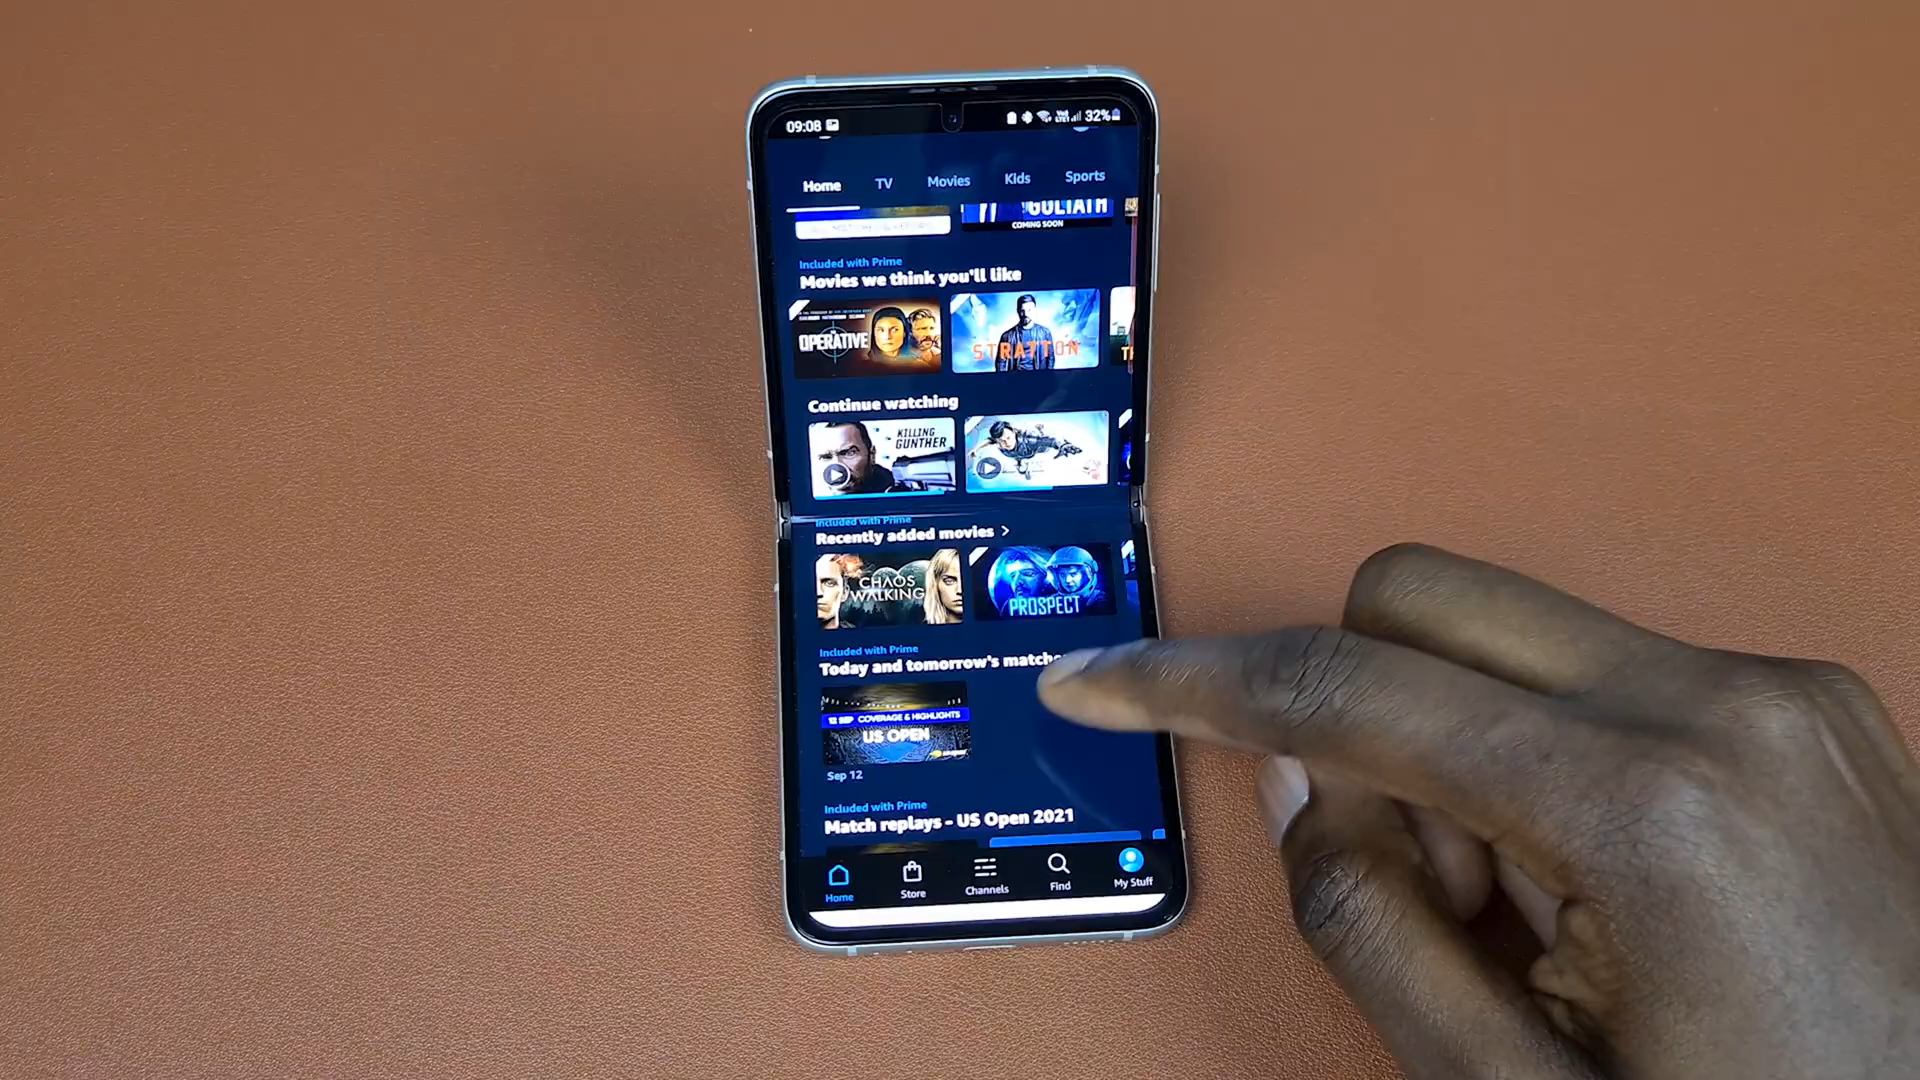 09:08
32%
Home TV Movies Kids Sports
GOLIATH
COMING SOON
Included with Prime
Movies we think you'll like
OPERATIVE
STRATTON
Continue watching
KILLING
GUNTHER
Included with Prime
Recently added movies >
CHAOS
WALKING
PROSPECT
Included with Prime
Today and tomorrow's
12 SEP COVERAGE & HIGHLIGHTS
US OPEN
Sep 12
Included with Prime
Match replays - US Open 2021
Home Store Channels Find My Stuff